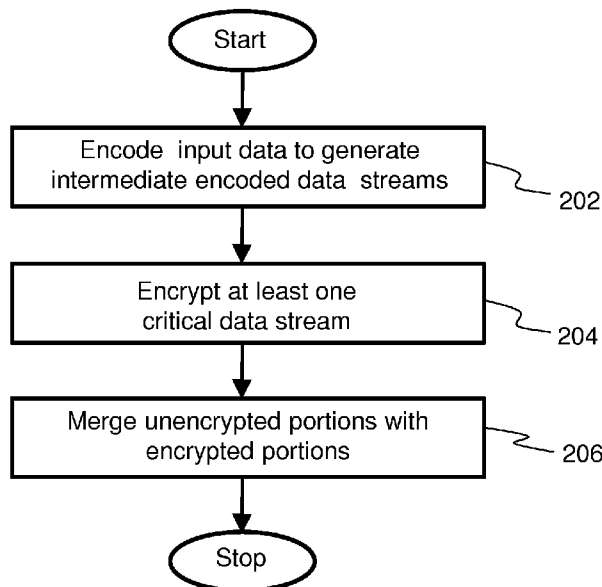 Start
Encode input data to generate
intermediate encoded data streams
202
Encrypt at least one
critical data stream
204
Merge unencrypted portions with
encrypted portions
206
Stop